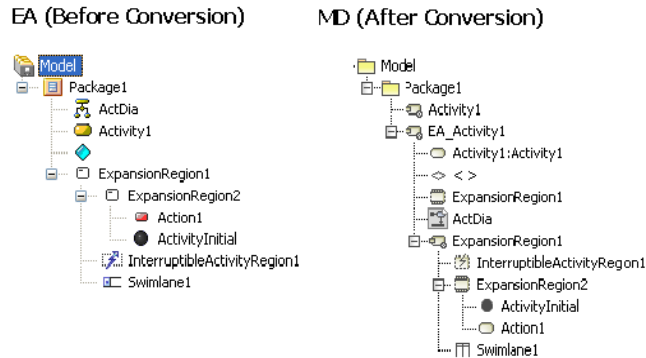 EA (Before Conversion)
MD (After Conversion)
Model
Package1
ActDia
Activity1
ExpansionRegion1
ExpansionRegion2
Action1
ActivityInitial
InterruptibleActivityRegion1
Swimlane1
Model
Package1
Activity1
EA_Activity1
Activity1:Activity1
< >
ExpansionRegion1
ActDia
ExpansionRegion1
InterruptibleActivityRegon1
ExpansionRegion2
ActivityInitial
Action1
Swimlane1